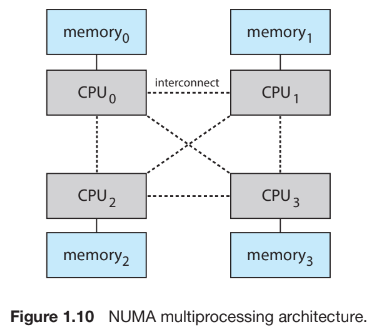 memory₀
memory₁
CPU₀
interconnect
CPU₁
CPU₂
CPU₃
memory₂
memory₃
Figure 1.10 NUMA multiprocessing architecture.